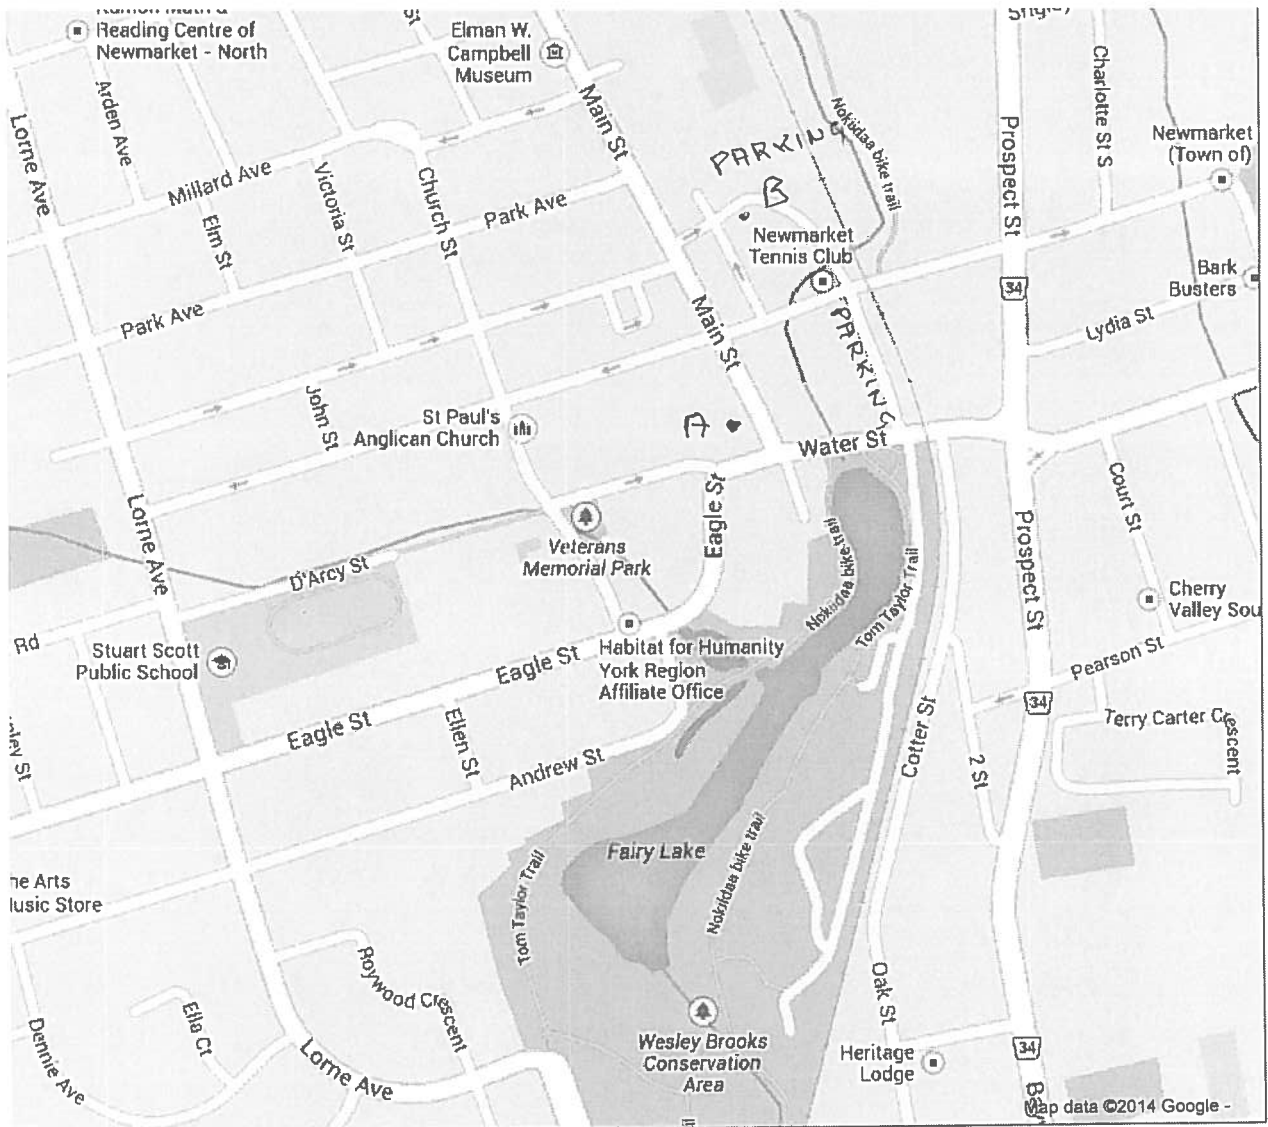 Reading Centre of
Newmarket - North
St
Elman W.
Campbell
Museum
Arden Ave
Lorne Ave
Millard Ave
Elm St
Victoria St
Church St
Park Ave
Main St
PARKING
B
Nokiidaa bike trail
Prospect St
Charlotte St S
Newmarket
(Town of)
Newmarket
Tennis Club
Bark
Busters
34
Lydia St
Park Ave
Main St
PARKING
John St
St Paul's
Anglican Church
A
Water St
Lorne Ave
Eagle St
Court St
Veterans
Memorial Park
D'Arcy St
Nokiidaa bike trail
Tom Taylor Trail
Prospect St
Cherry
Valley Sou
Rd
Stuart Scott
Public School
Habitat for Humanity
York Region
Affiliate Office
Eagle St
Pearson St
Eagle St
Ellen St
Andrew St
Cotter St
2 St
34
Terry Carter Crescent
Fairy Lake
Nokiidaa bike trail
Tom Taylor Trail
ne Arts
usic Store
Roywood Crescent
Ella Ct
Dennie Ave
Lorne Ave
Wesley Brooks
Conservation
Area
Oak St
Heritage
Lodge
34
Map data ©2014 Google -